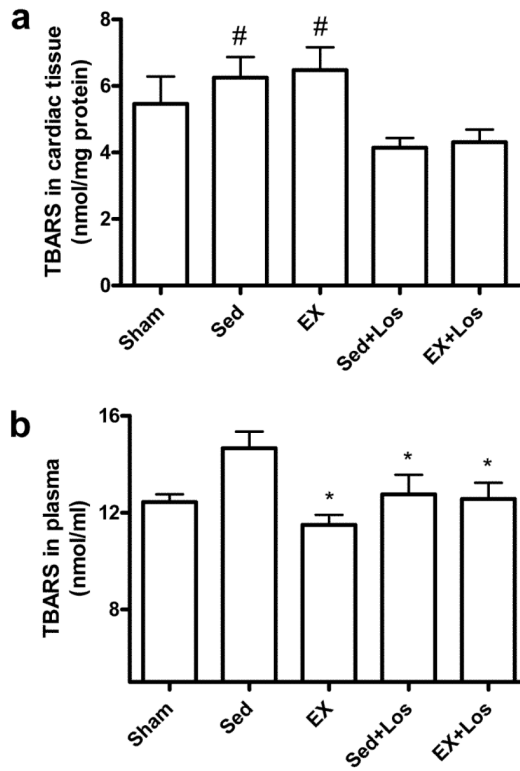 a
TBARS in cardiac tissue
(nmol/mg protein)
8
6
4
2
0
# #
Sham Sed EX Sed+Los EX+Los
b
TBARS in plasma
(nmol/ml)
16
12
8
* * *
Sham Sed EX Sed+Los EX+Los